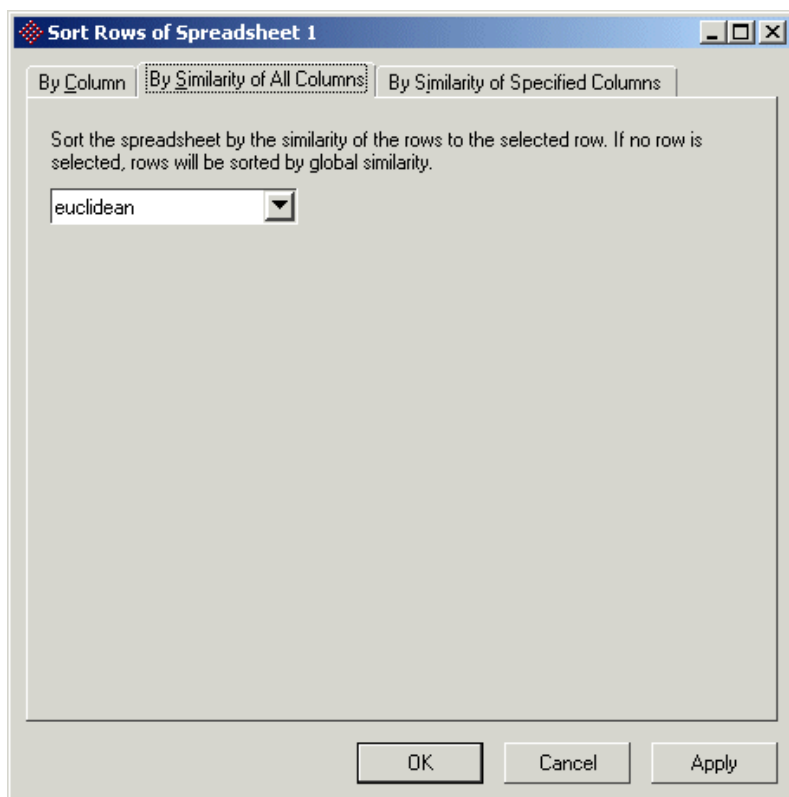 Sort Rows of Spreadsheet 1
By Column
By Similarity of All Columns
By Similarity of Specified Columns
Sort the spreadsheet by the similarity of the rows to the selected row. If no row is
selected, rows will be sorted by global similarity.
euclidean
OK
Cancel
Apply